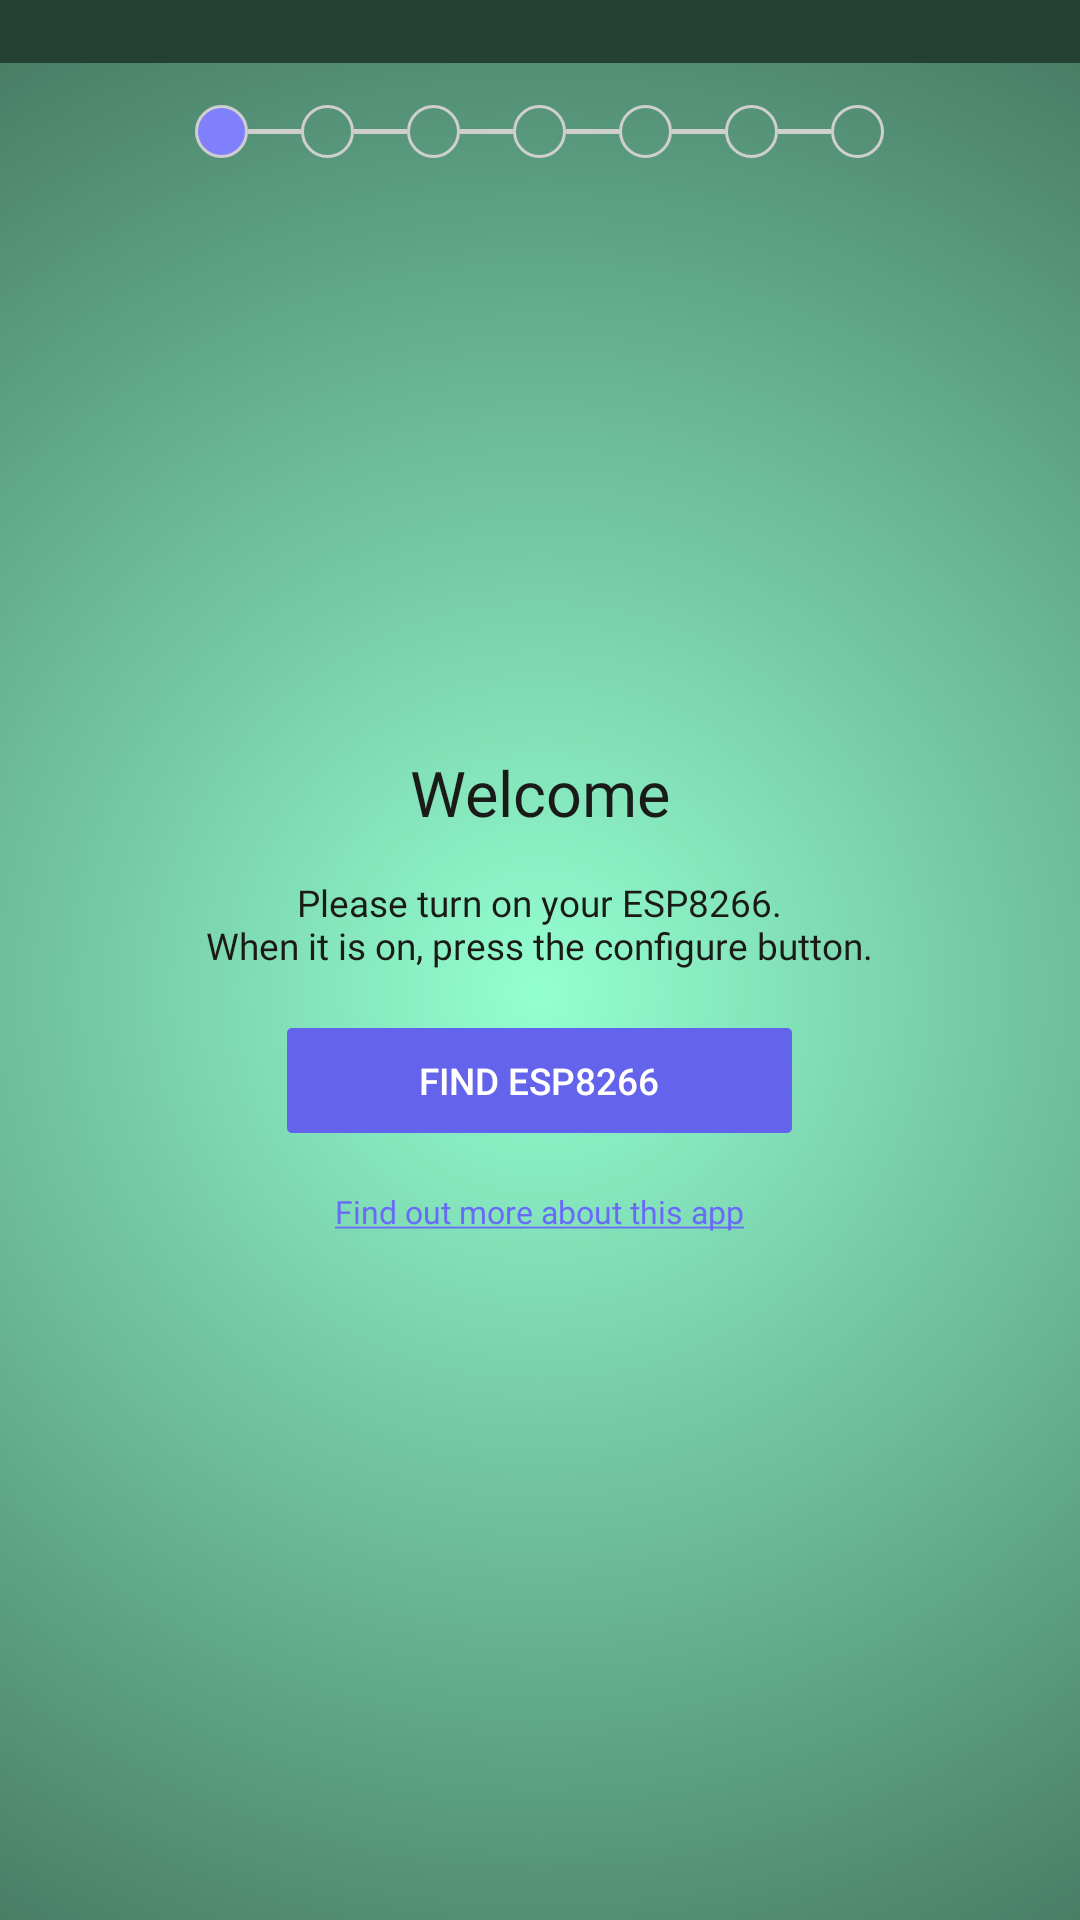 Welcome
Please turn on your ESP8266.
When it is on, press the configure button.
FIND ESP8266
Find out more about this app